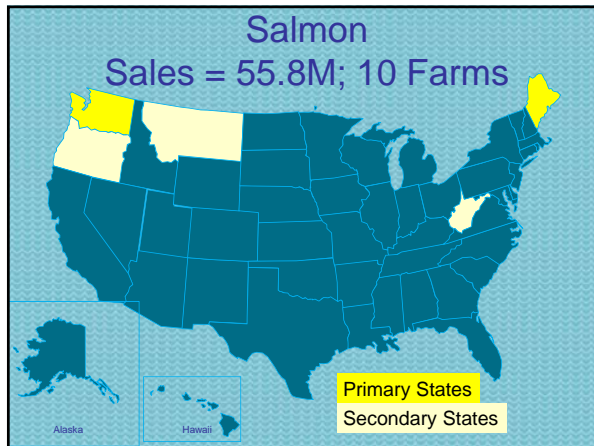 Salmon
Sales = 55.8M; 10 Farms
Primary States
Secondary States
Alaska
Hawaii